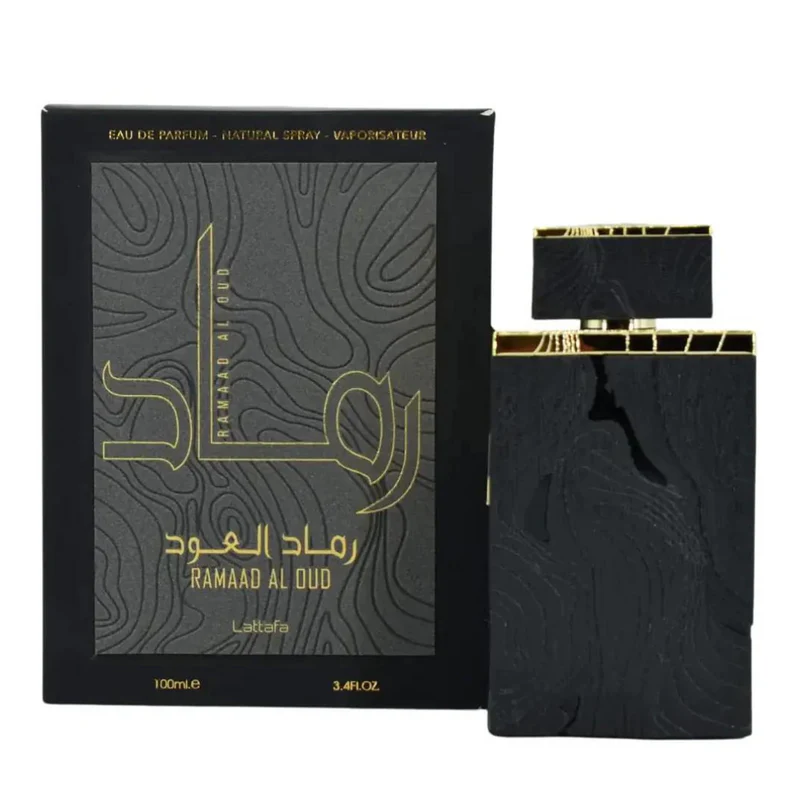 EAU DE PARFUM - NATURAL SPRAY - VAPORISATEUR
رماد
RAMAAD AL OUD
رماد العود
RAMAAD AL OUD
Lattafa
100ml.e 3.4FL.OZ.